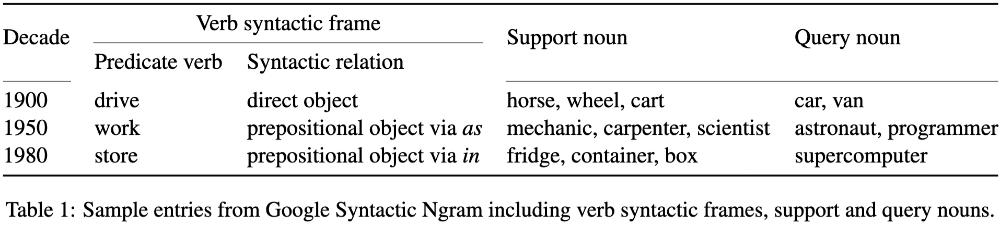 Decade Verb syntactic frame Support noun Query noun
Predicate verb Syntactic relation
1900 drive direct object horse, wheel, cart car, van
1950 work prepositional object via as mechanic, carpenter, scientist astronaut, programmer
1980 store prepositional object via in fridge, container, box supercomputer
Table 1: Sample entries from Google Syntactic Ngram including verb syntactic frames, support and query nouns.